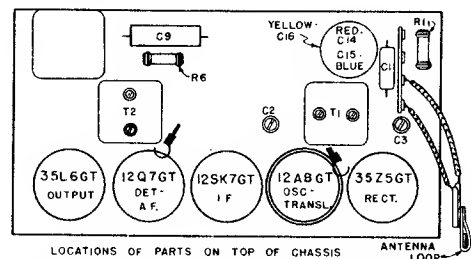 YELLOW-
C16
RED-
C14
C15-
BLUE
R11
C9
R6
C1
T2
C2
T1
C3
35L6GT
OUTPUT
12Q7GT
DET-
A.F.
12SK7GT
I F
12A8GT
OSC-
TRANSL.
35Z5GT
RECT.
LOCATIONS OF PARTS ON TOP OF CHASSIS
ANTENNA
LOOP